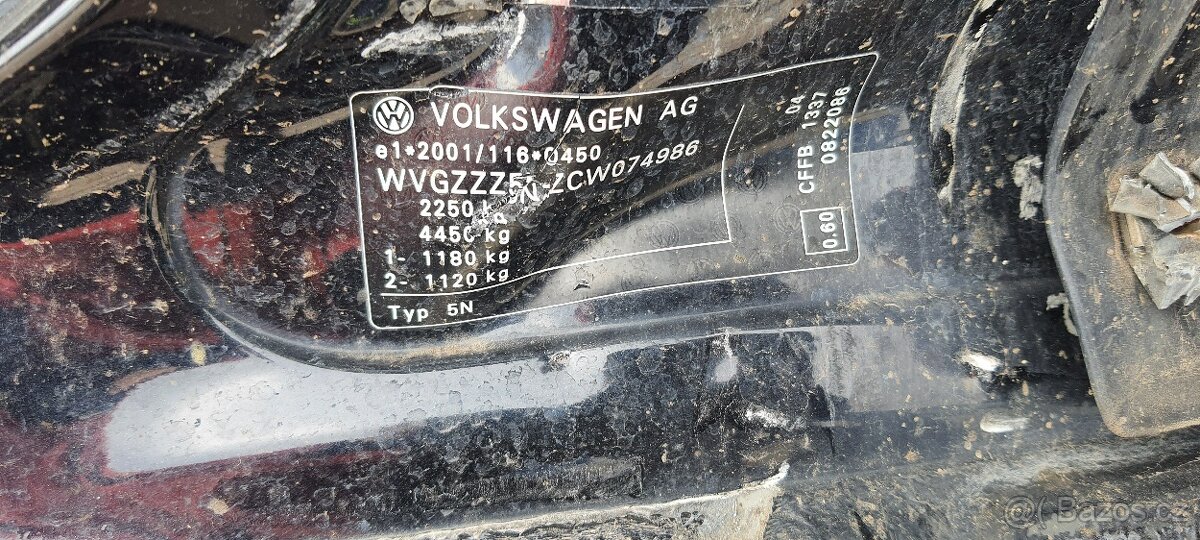 VOLKSWAGEN AG
e1*2001/116*0450
WVGZZZ5NZCW074986
2250 kg
4450 kg
1- 1180 kg
2- 1120 kg
Typ 5N
04
CFFB 1337
0822086
0.60
Bazos.cz